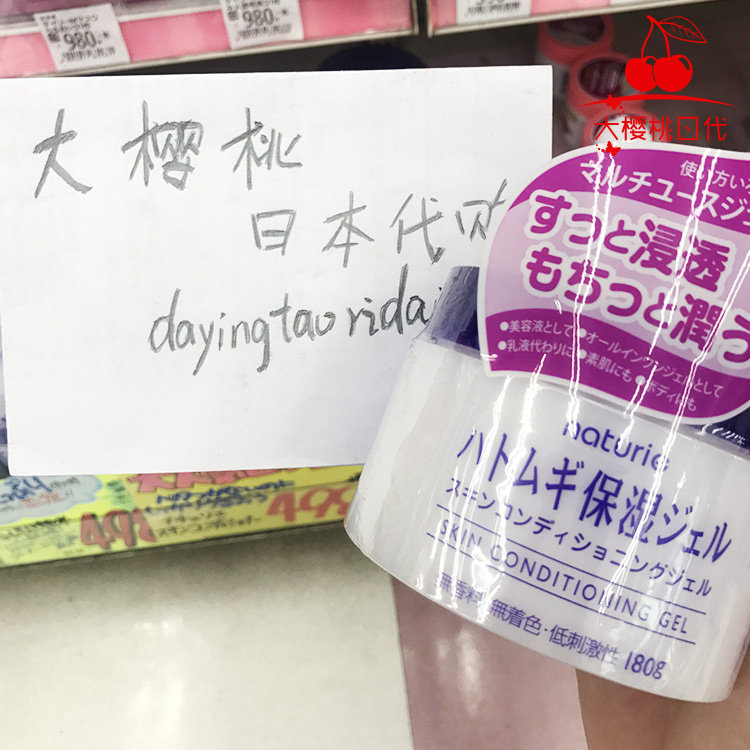 980
980
大樱桃日代
大 樱 桃
日本代购
dayingtaoridai
使い方いろ
マルチユースジェ
すっと浸透
もちっと潤う
●美容液として●オールインワンジェルとして
●乳液代わりに●素肌にも●ボディにも
naturie
ハトムギ保湿ジェル
スキンコンディショニングジェル
SKIN CONDITIONING GEL
無香料・無着色・低刺激性 180g